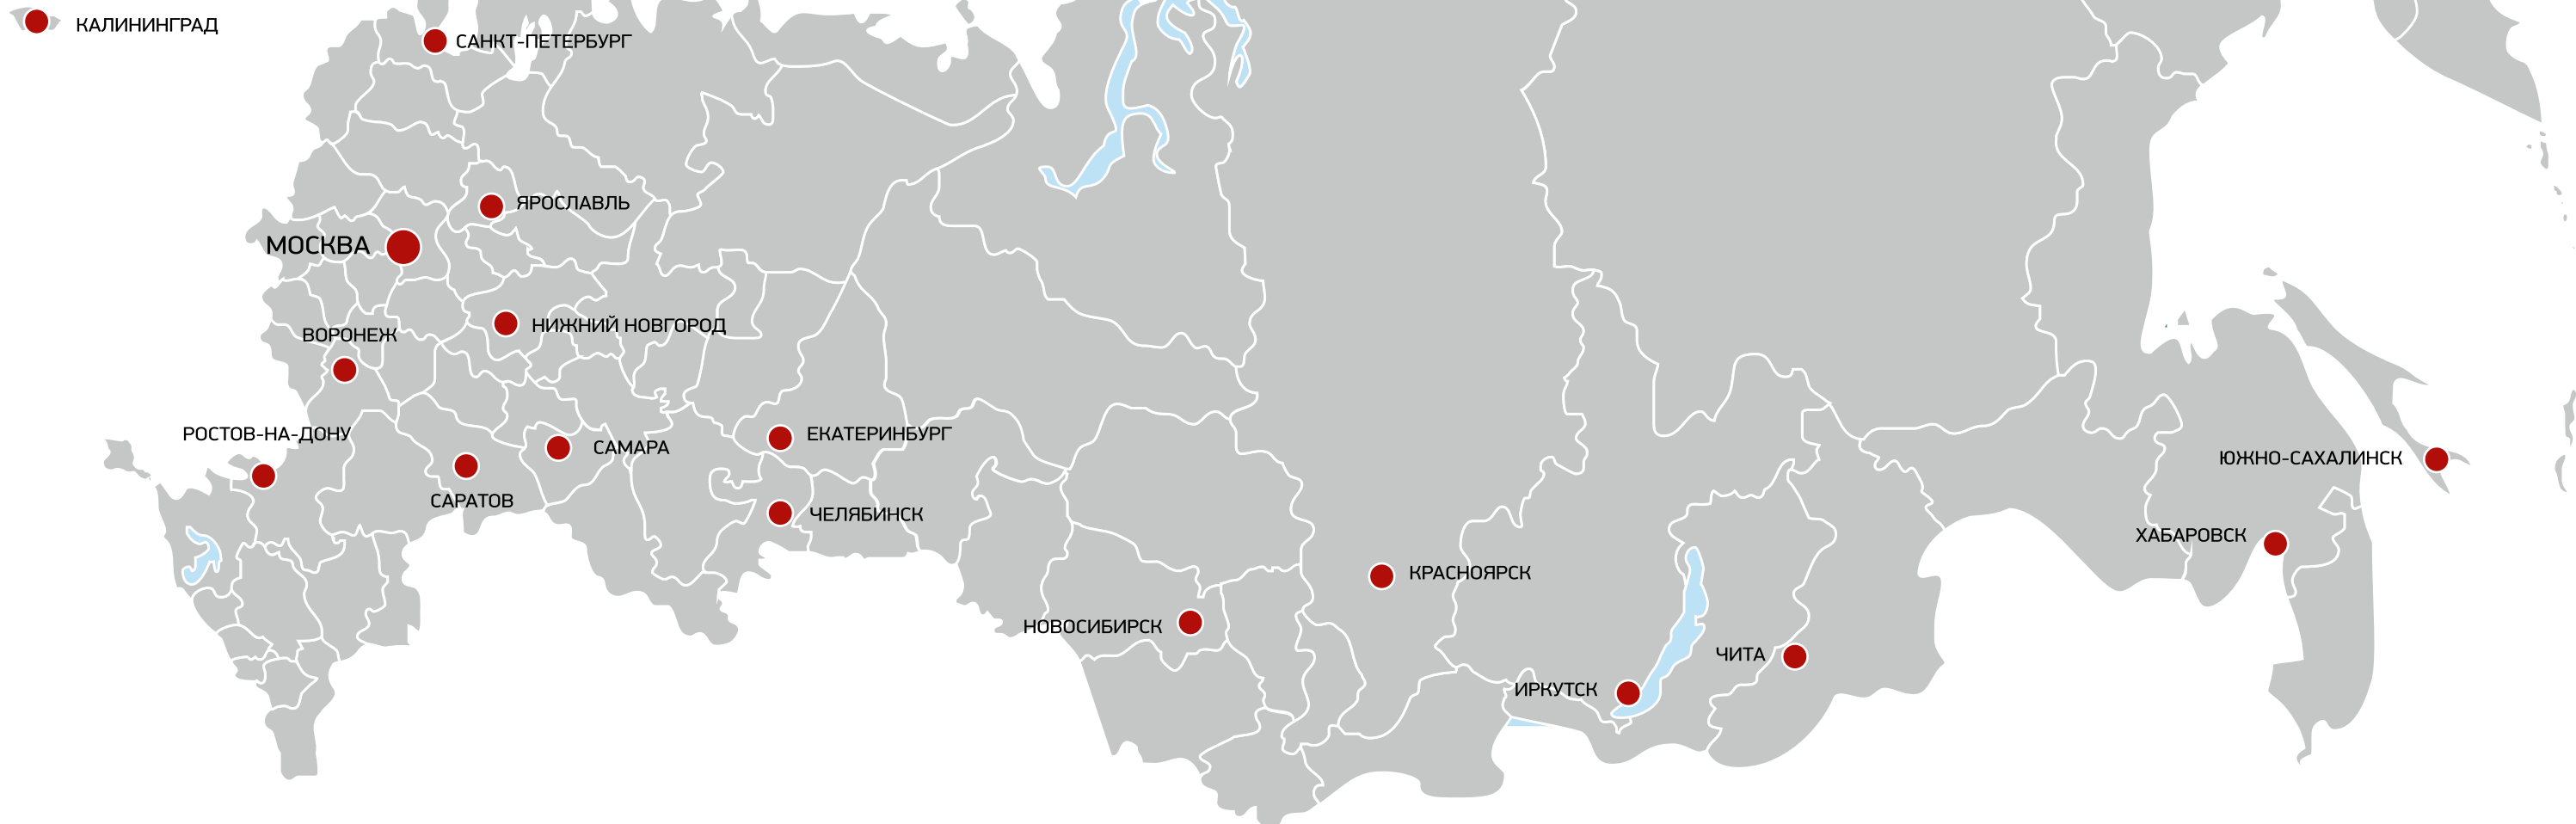 КАЛИНИНГРАД
САНКТ-ПЕТЕРБУРГ
ЯРОСЛАВЛЬ
МОСКВА
НИЖНИЙ НОВГОРОД
ВОРОНЕЖ
РОСТОВ-НА-ДОНУ
ЕКАТЕРИНБУРГ
САМАРА
ЮЖНО-САХАЛИНСК
САРАТОВ
ЧЕЛЯБИНСК
ХАБАРОВСК
КРАСНОЯРСК
НОВОСИБИРСК
ЧИТА
ИРКУТСК